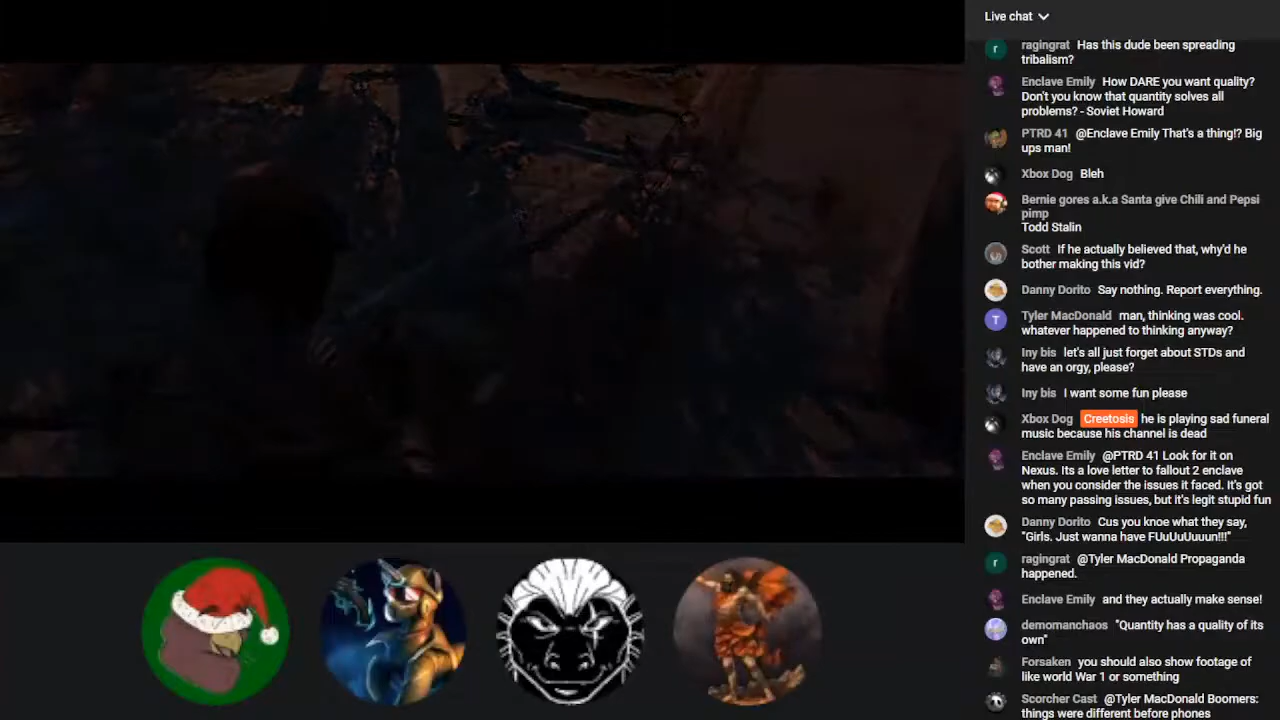 Live chat
r
ragingrat Has this dude been spreading
tribalism?
Enclave Emily How DARE you want quality?
Don't you know that quantity solves all
problems? - Soviet Howard
PTRD 41 @Enclave Emily That's a thing!? Big
ups man!
Xbox Dog Bleh
Bernie gores a.k.a Santa give Chili and Pepsi
pimp
Todd Stalin
Scott If he actually believed that, why'd he
bother making this vid?
Danny Dorito Say nothing. Report everything.
T
Tyler MacDonald man, thinking was cool.
whatever happened to thinking anyway?
Iny bis let's all just forget about STDs and
have an orgy, please?
Iny bis I want some fun please
Xbox Dog Creetosis he is playing sad funeral
music because his channel is dead
Enclave Emily @PTRD 41 Look for it on
Nexus. Its a love letter to fallout 2 enclave
when you consider the issues it faced. It's got
so many passing issues, but it's legit stupid fun
Danny Dorito Cus you knoe what they say,
"Girls. Just wanna have FUuUuUuuun!!!"
r
ragingrat @Tyler MacDonald Propaganda
happened.
Enclave Emily and they actually make sense!
demomanchaos "Quantity has a quality of its
own"
Forsaken you should also show footage of
like world War 1 or something
Scorcher Cast @Tyler MacDonald Boomers:
things were different before phones